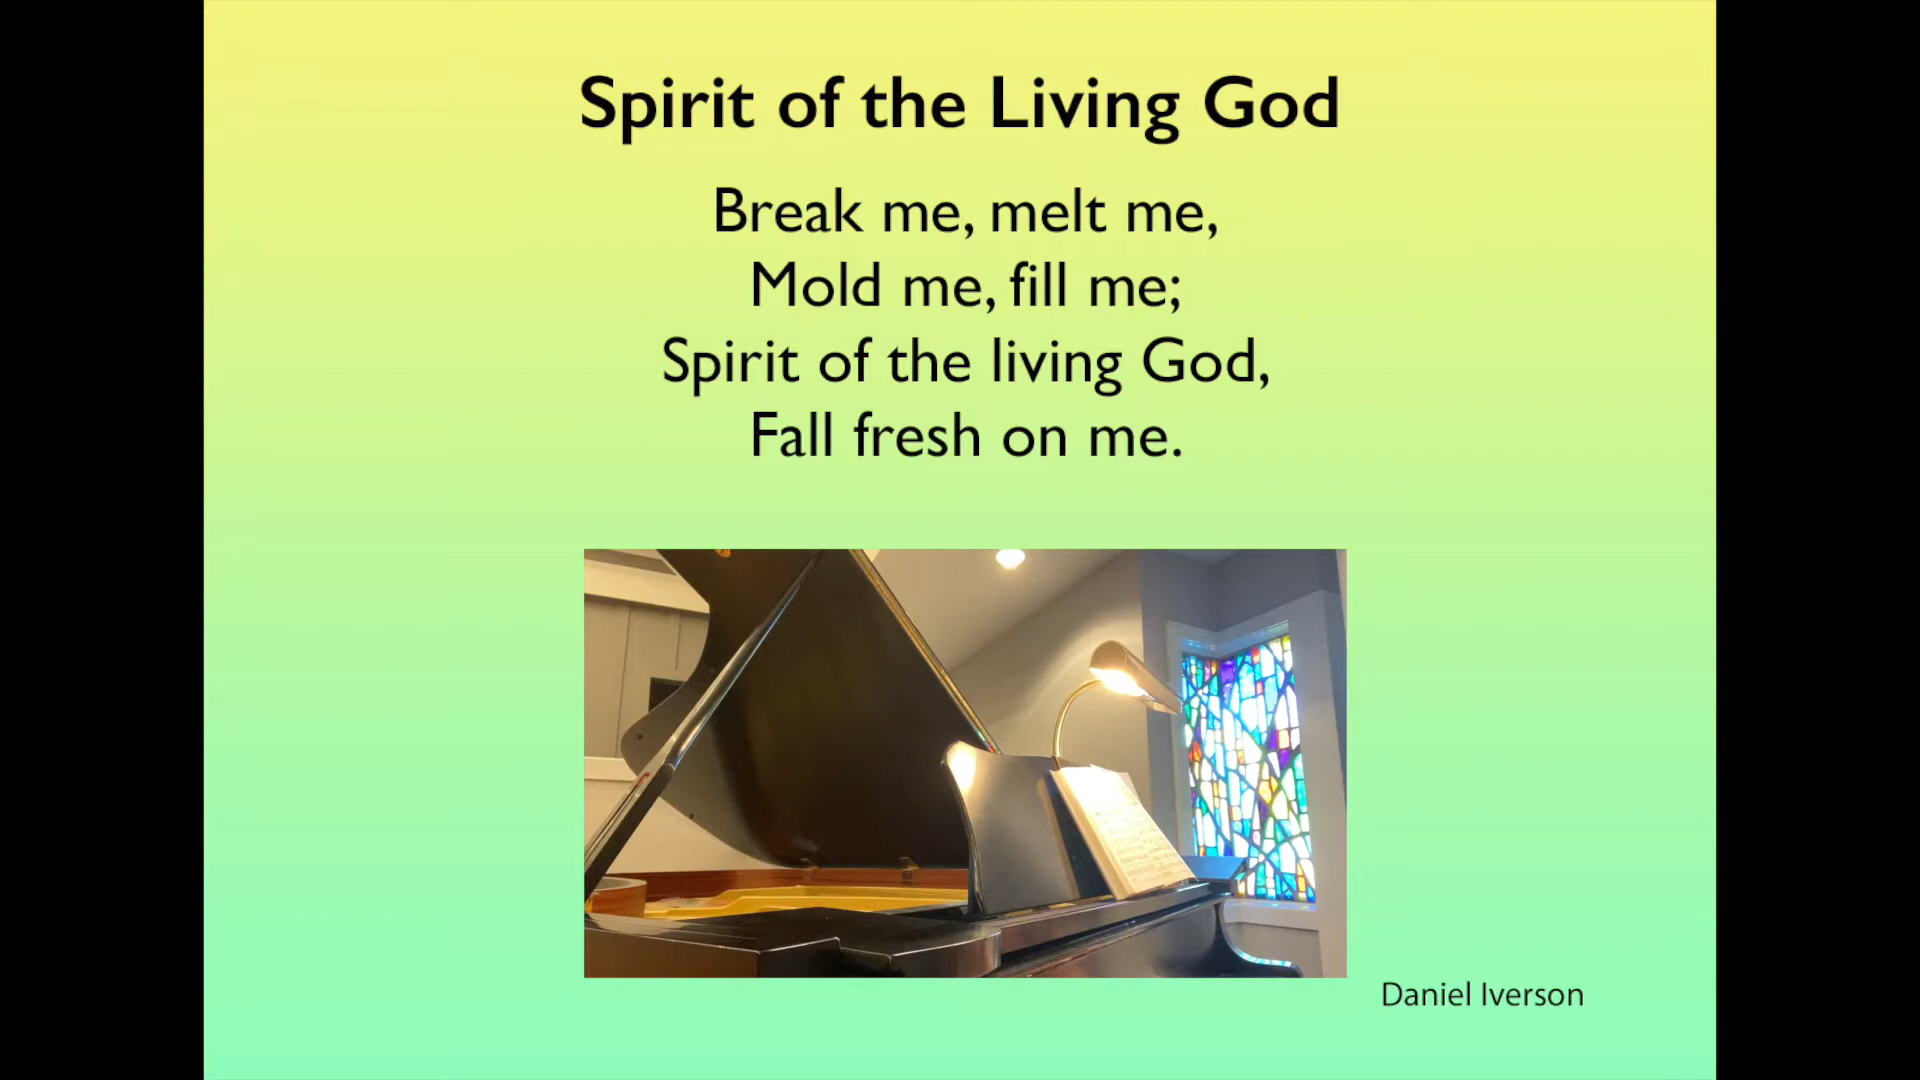 Spirit of the Living God
Break me, melt me,
Mold me, fill me;
Spirit of the living God,
Fall fresh on me.
Daniel Iverson